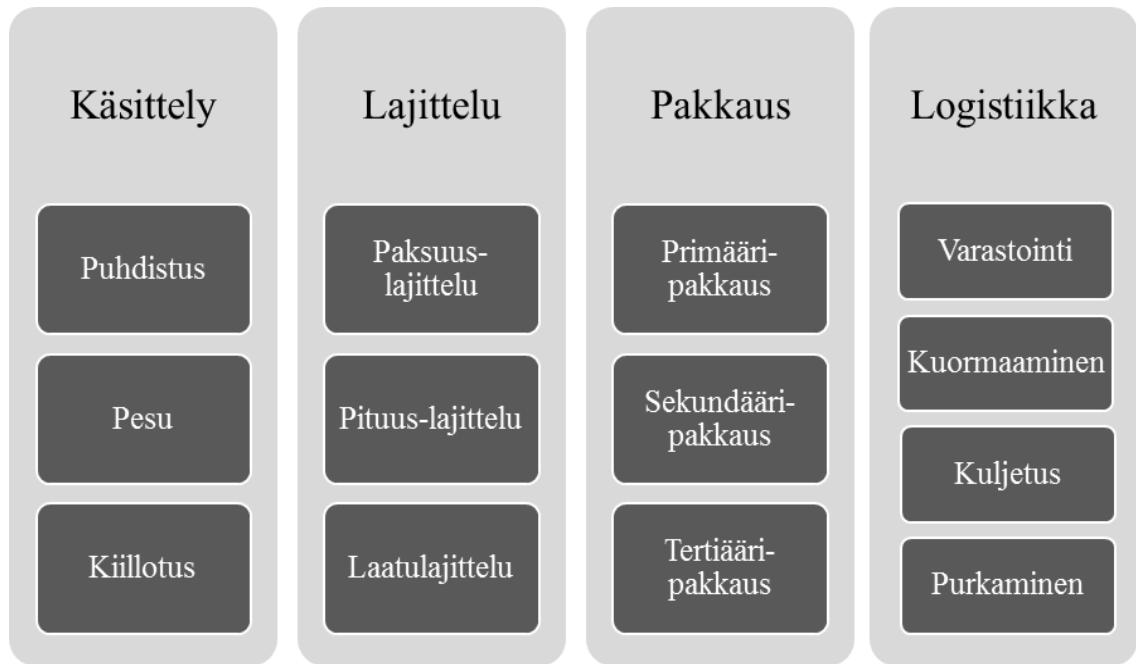 Käsittely
Puhdistus
Pesu
Kiillotus
Lajittelu
Paksuus-
lajittelu
Pituus-lajittelu
Laatulajittelu
Pakkaus
Primääri-
pakkaus
Sekundääri-
pakkaus
Tertiääri-
pakkaus
Logistiikka
Varastointi
Kuormaaminen
Kuljetus
Purkaminen